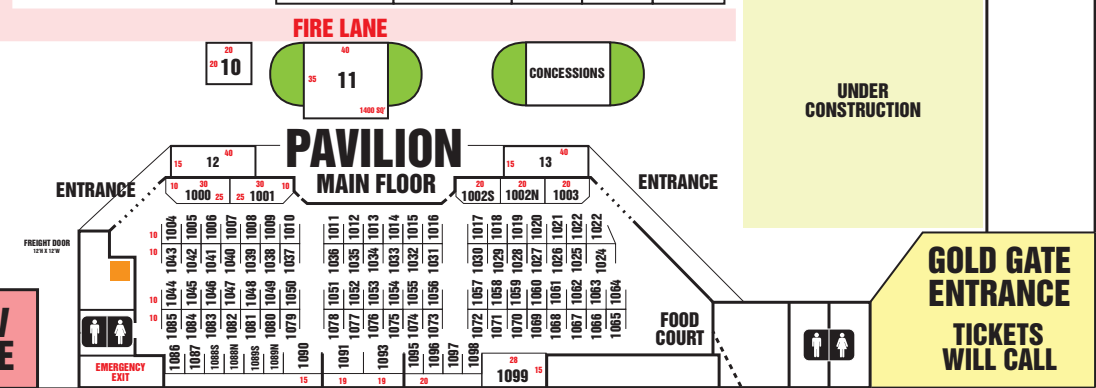 FIRE LANE
20
20 10
40
35
11
1400 SQ'
CONCESSIONS
UNDER
CONSTRUCTION
PAVILION
MAIN FLOOR
15 12 40
15 13 40
ENTRANCE
ENTRANCE
10 30 1000 25
25 30 1001 10
20 1002S
20 1002N
20 1003
FREIGHT DOOR
12'H X 12'W
10 1004 1005 1006 1007 1008 1009 1010 1011 1012 1013 1014 1015 1016 1017 1018 1019 1020 1021 1022 1022
10 1043 1042 1041 1040 1039 1038 1037 1036 1035 1034 1033 1032 1031 1030 1029 1028 1027 1026 1025 1024
10 1044 1045 1046 1047 1048 1049 1050 1051 1052 1053 1054 1055 1056 1057 1058 1059 1060 1061 1062 1063 1064
10 1085 1084 1083 1082 1081 1080 1079 1078 1077 1076 1075 1074 1073 1072 1071 1070 1069 1068 1067 1066 1065
1086 1087 1088S 1088N 1089S 1089N 1090 1091 1093 1095 1096 1097 1098
15 19 19 20
28
1099 15
EMERGENCY
EXIT
FOOD
COURT
GOLD GATE
ENTRANCE
TICKETS
WILL CALL